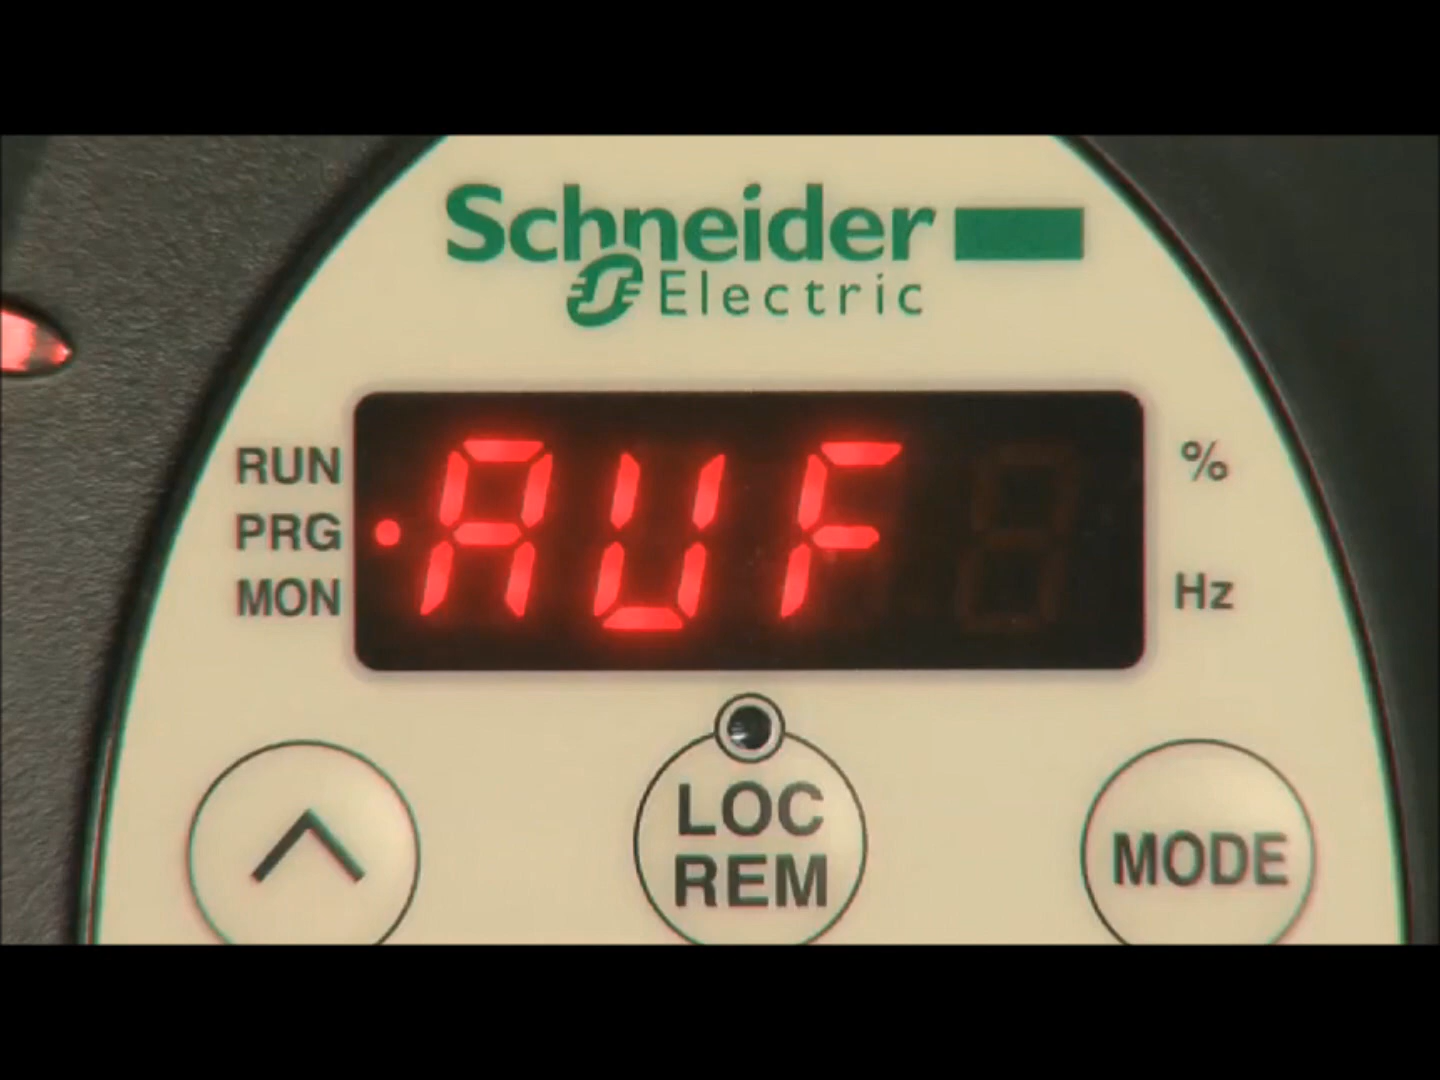 Schneider
Electric
RUN
PRG
MON
AUF
%
Hz
LOC
REM
MODE